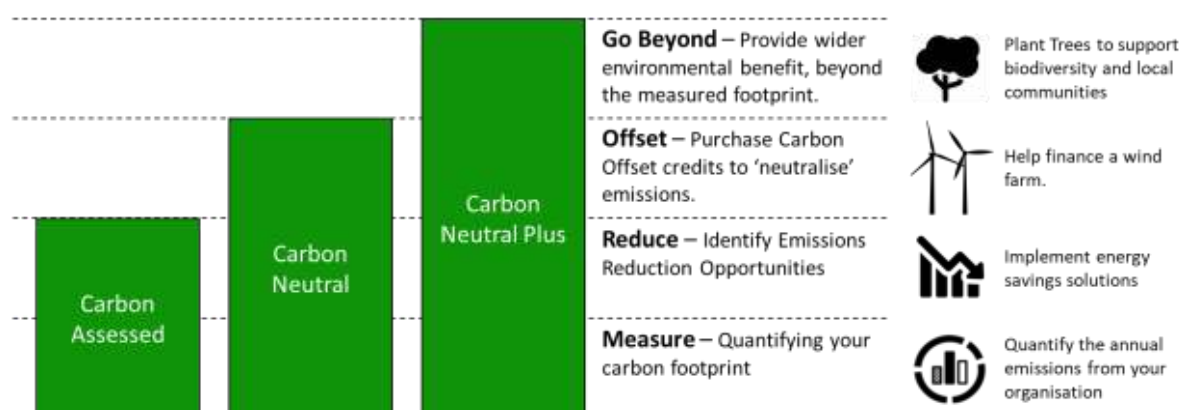 Go Beyond – Provide wider
environmental benefit, beyond
the measured footprint.
Plant Trees to support
biodiversity and local
communities
Offset – Purchase Carbon
Offset credits to ‘neutralise’
emissions.
Help finance a wind
farm.
Carbon
Neutral Plus
Carbon
Neutral
Reduce – Identify Emissions
Reduction Opportunities
Implement energy
savings solutions
Carbon
Assessed
Measure – Quantifying your
carbon footprint
Quantify the annual
emissions from your
organisation